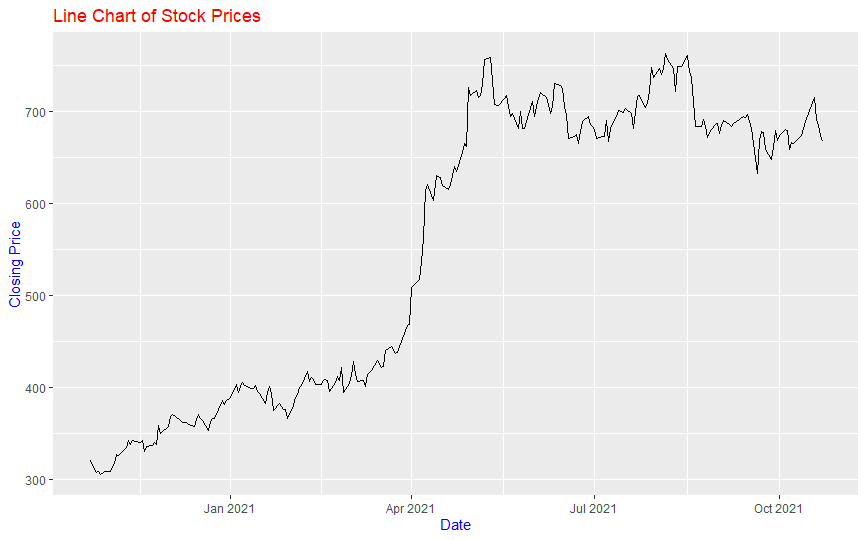 Line Chart of Stock Prices
Closing Price
700
600
500
400
300
Jan 2021
Apr 2021
Jul 2021
Oct 2021
Date